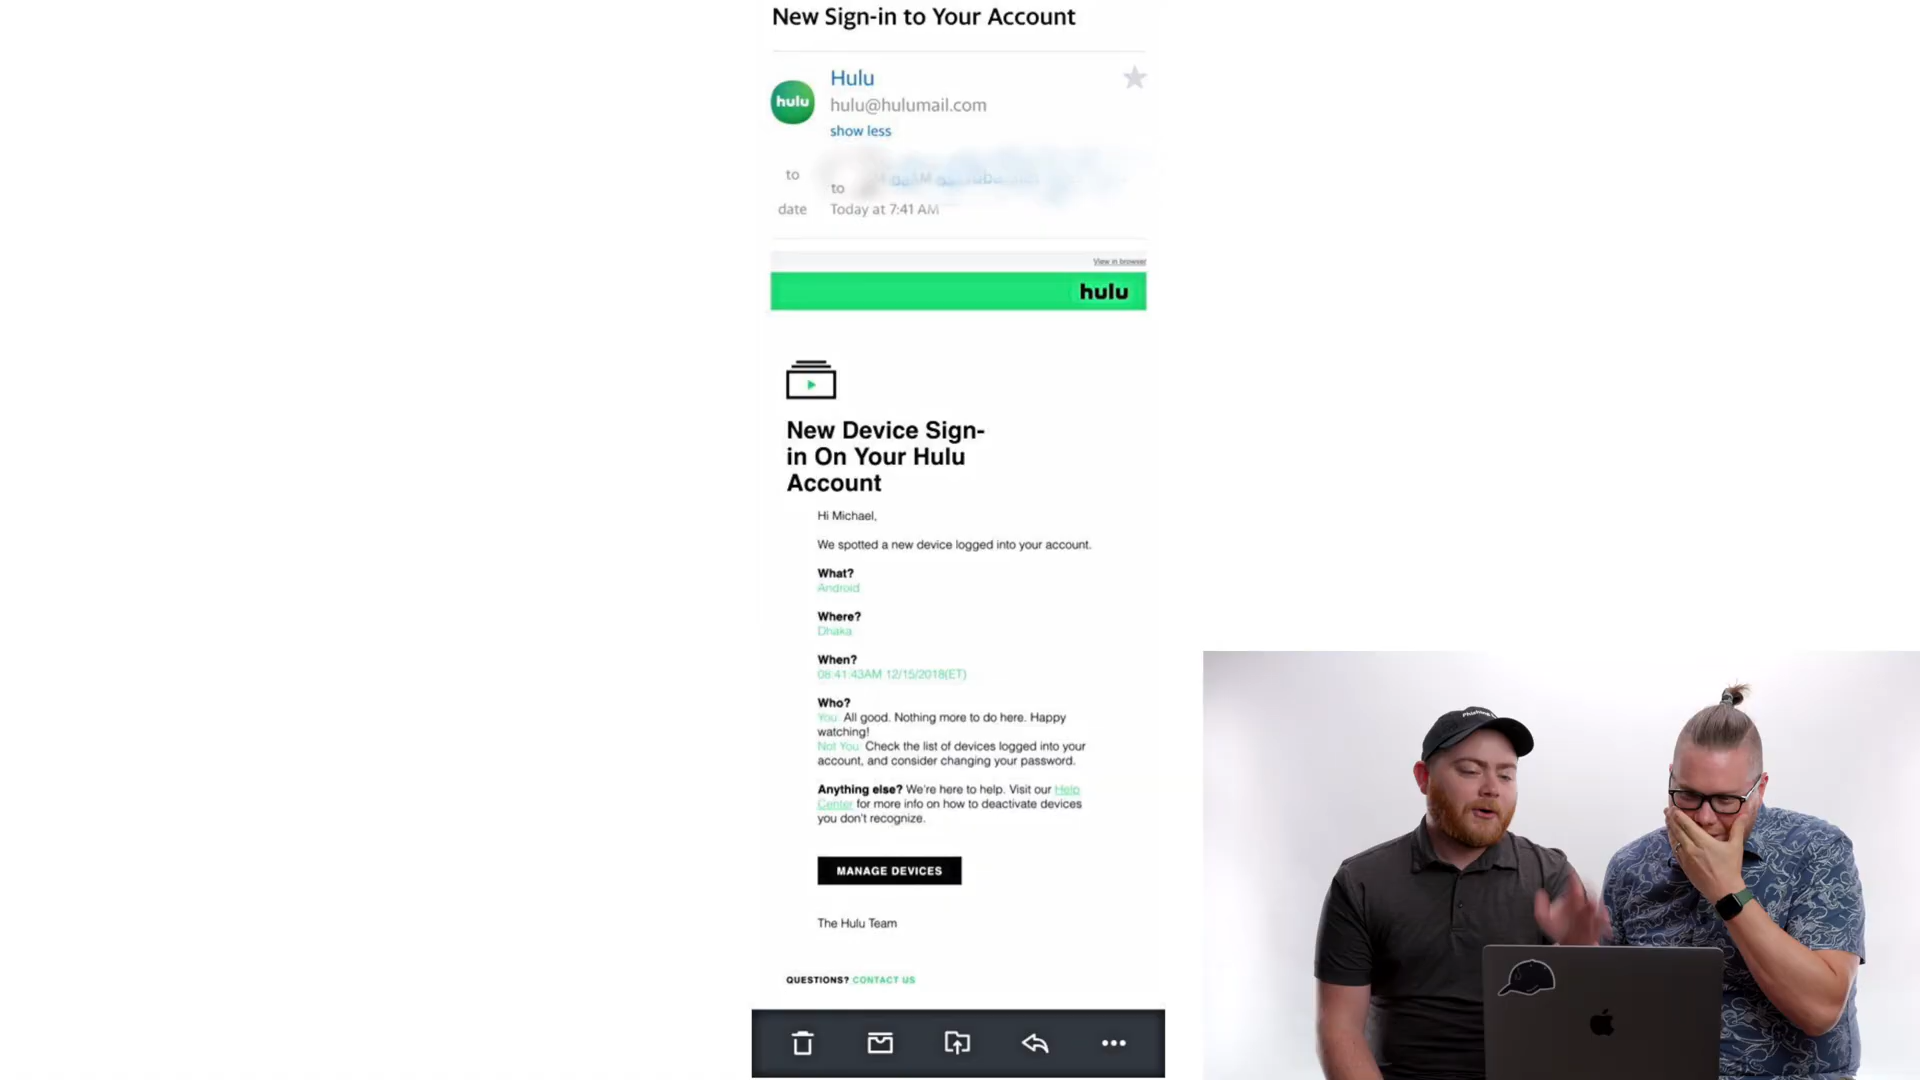 New Sign-in to Your Account
Hulu
hulu
hulu@hulumail.com
show less
to
to
date Today at 7:41 AM
View in browser
hulu
New Device Sign-
in On Your Hulu
Account
Hi Michael,
We spotted a new device logged into your account.
What?
Android
Where?
Dhaka
When?
08:41:43AM 12/15/2018(ET)
Who?
You: All good. Nothing more to do here. Happy
watching!
Not You: Check the list of devices logged into your
account, and consider changing your password.
Anything else? We're here to help. Visit our Help
Center for more info on how to deactivate devices
you don't recognize.
MANAGE DEVICES
The Hulu Team
QUESTIONS? CONTACT US